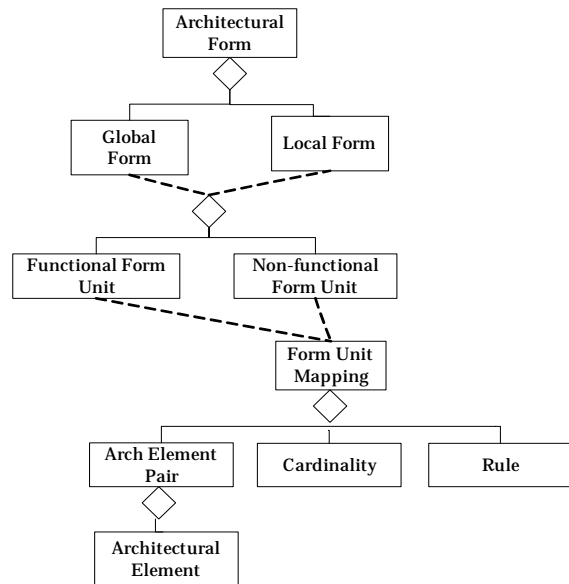 Architectural
Form
Global
Form
Local Form
Functional Form
Unit
Non-functional
Form Unit
Form Unit
Mapping
Arch Element
Pair
Cardinality
Rule
Architectural
Element